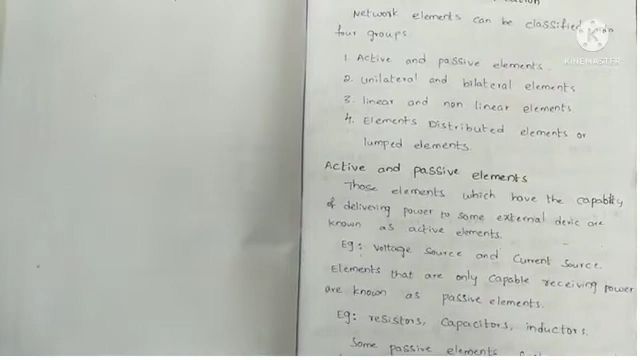 Network elements can be classified
four groups.
1. Active and passive elements.
2. Unilateral and bilateral elements
3. linear and non linear elements
4. Elements Distributed elements or
lumped elements.
Active and passive elements
Those elements which have the capability
of delivering power to some external device are
known as active elements.
Eg: Voltage Source and Current Source.
Elements that are only capable receiving power
are known as passive elements.
Eg: resistors, capacitors, inductors.
Some passive elements
KINEMASTER